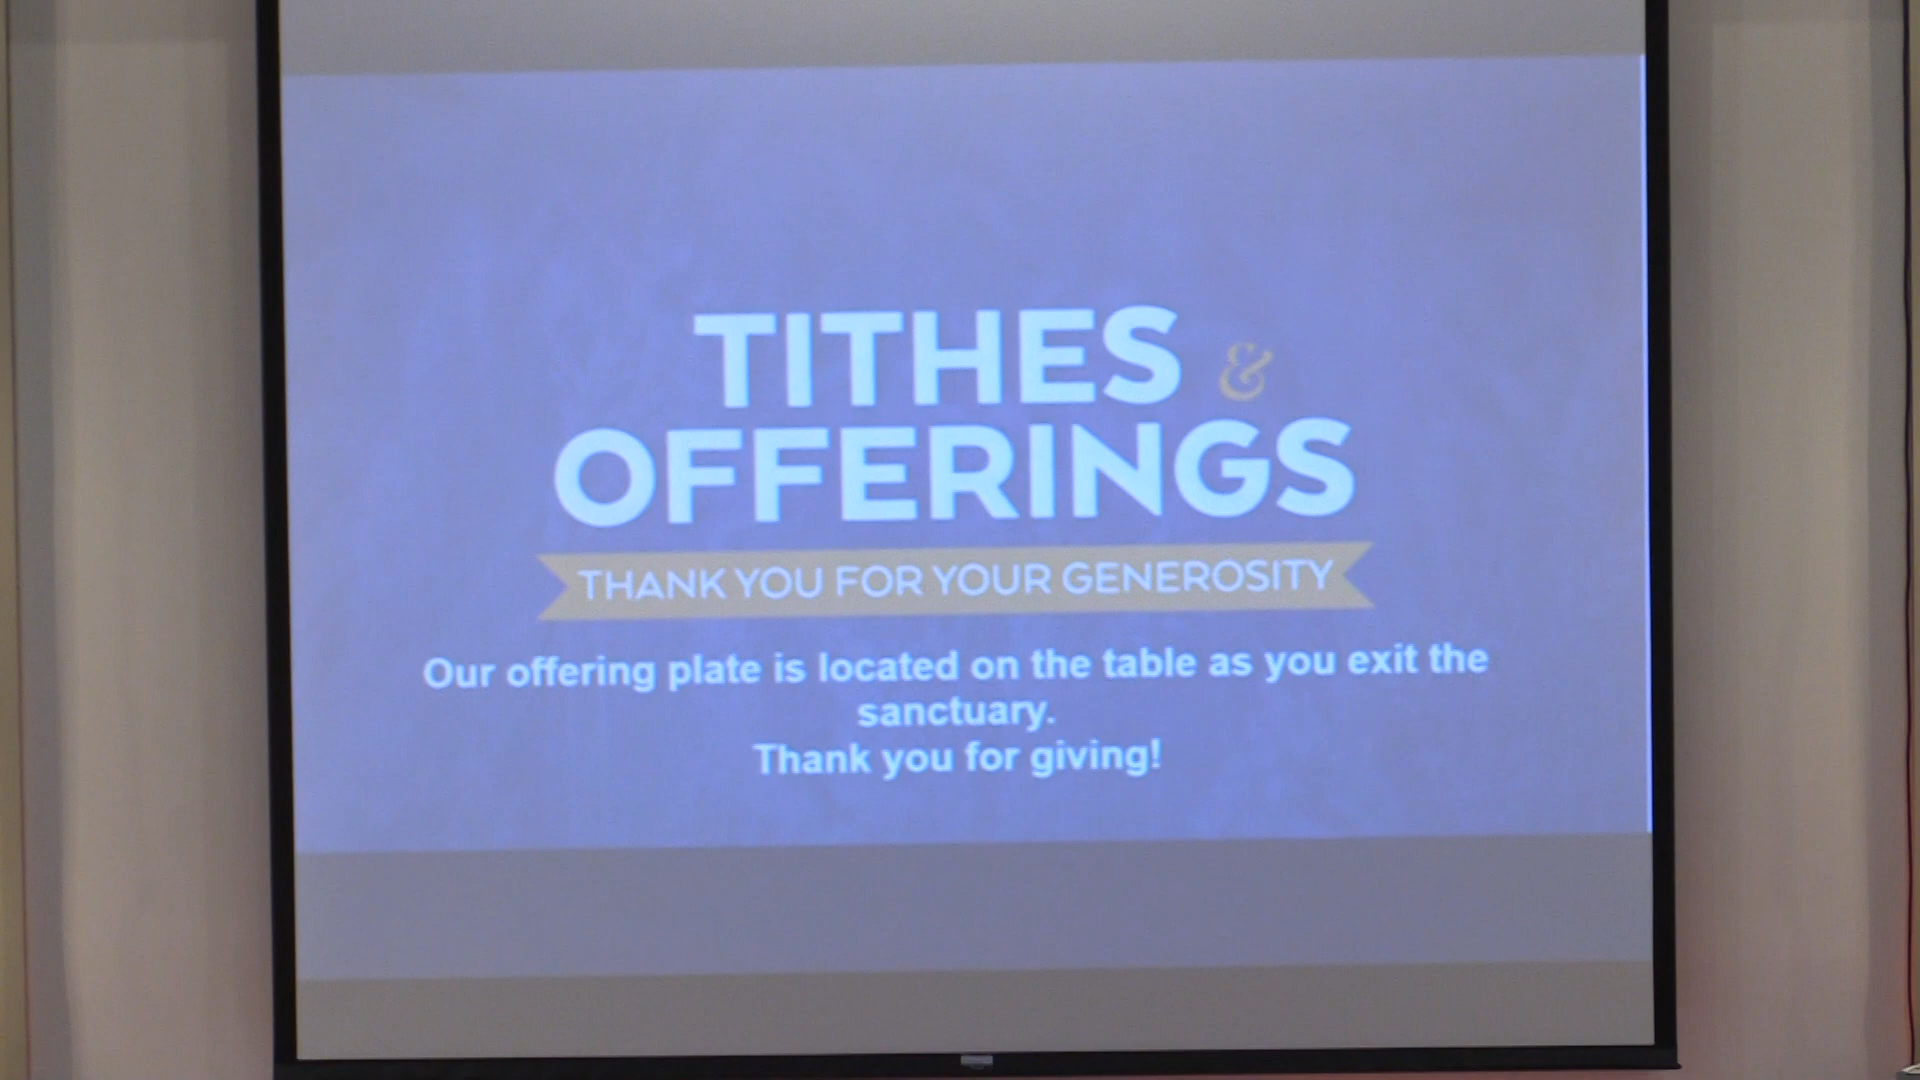 TITHES &
OFFERINGS
THANK YOU FOR YOUR GENEROSITY
Our offering plate is located on the table as you exit the
sanctuary.
Thank you for giving!